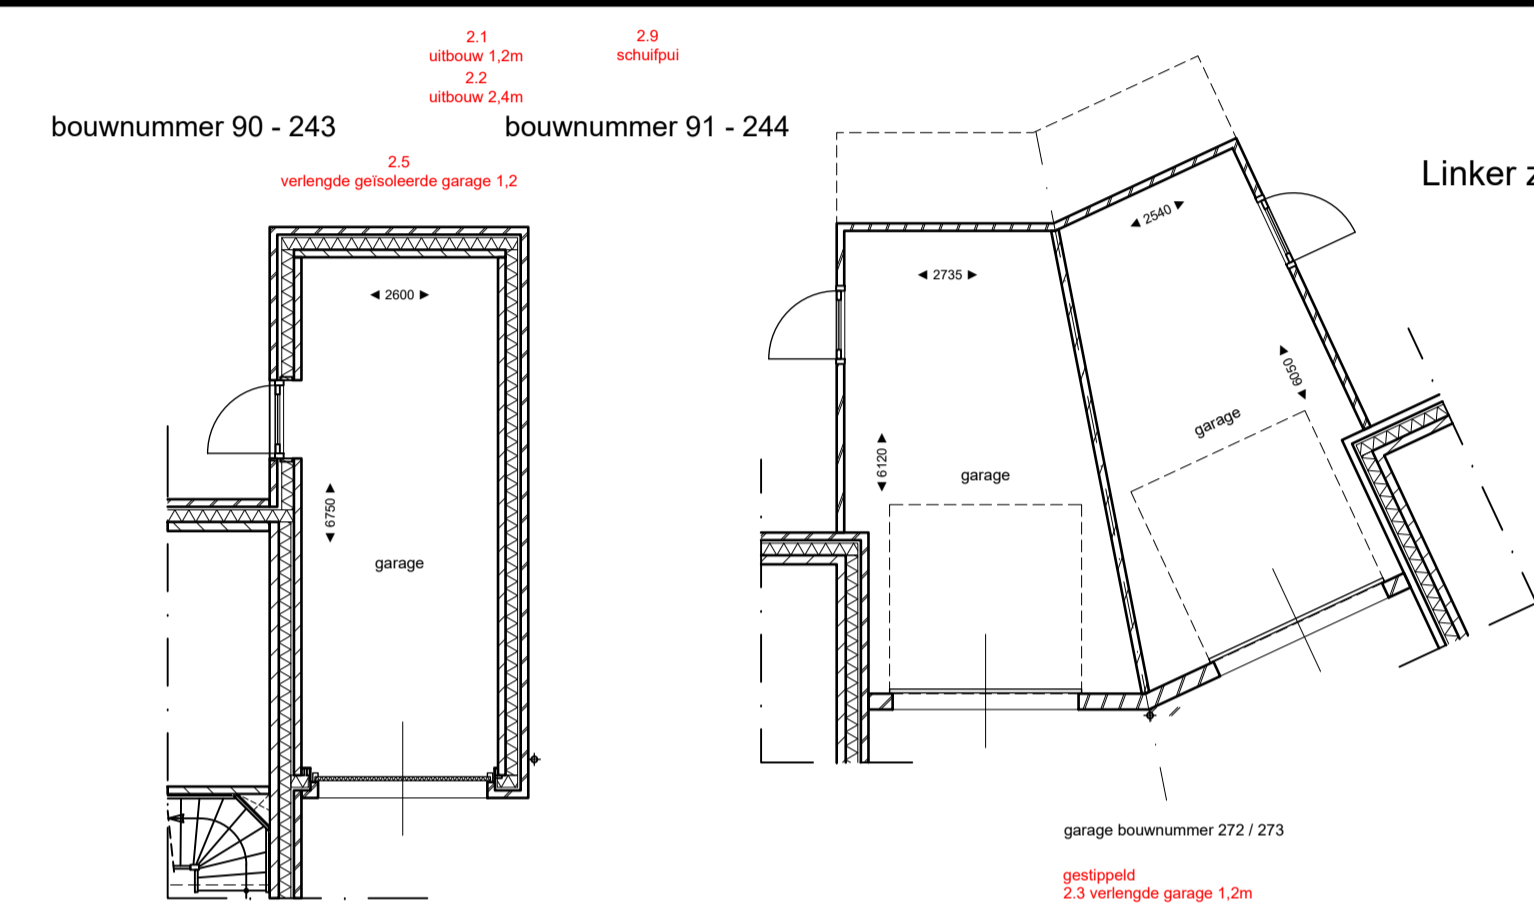 2.1
uitbouw 1,2m
2.2
uitbouw 2,4m
2.9
schuifpui
bouwnummer 90 - 243
bouwnummer 91 - 244
2.5
verlengde geïsoleerde garage 1,2
Linker z
2600
6750
garage
2735
6120
garage
2540
6050
garage
garage bouwnummer 272 / 273
gestippeld
2.3 verlengde garage 1,2m